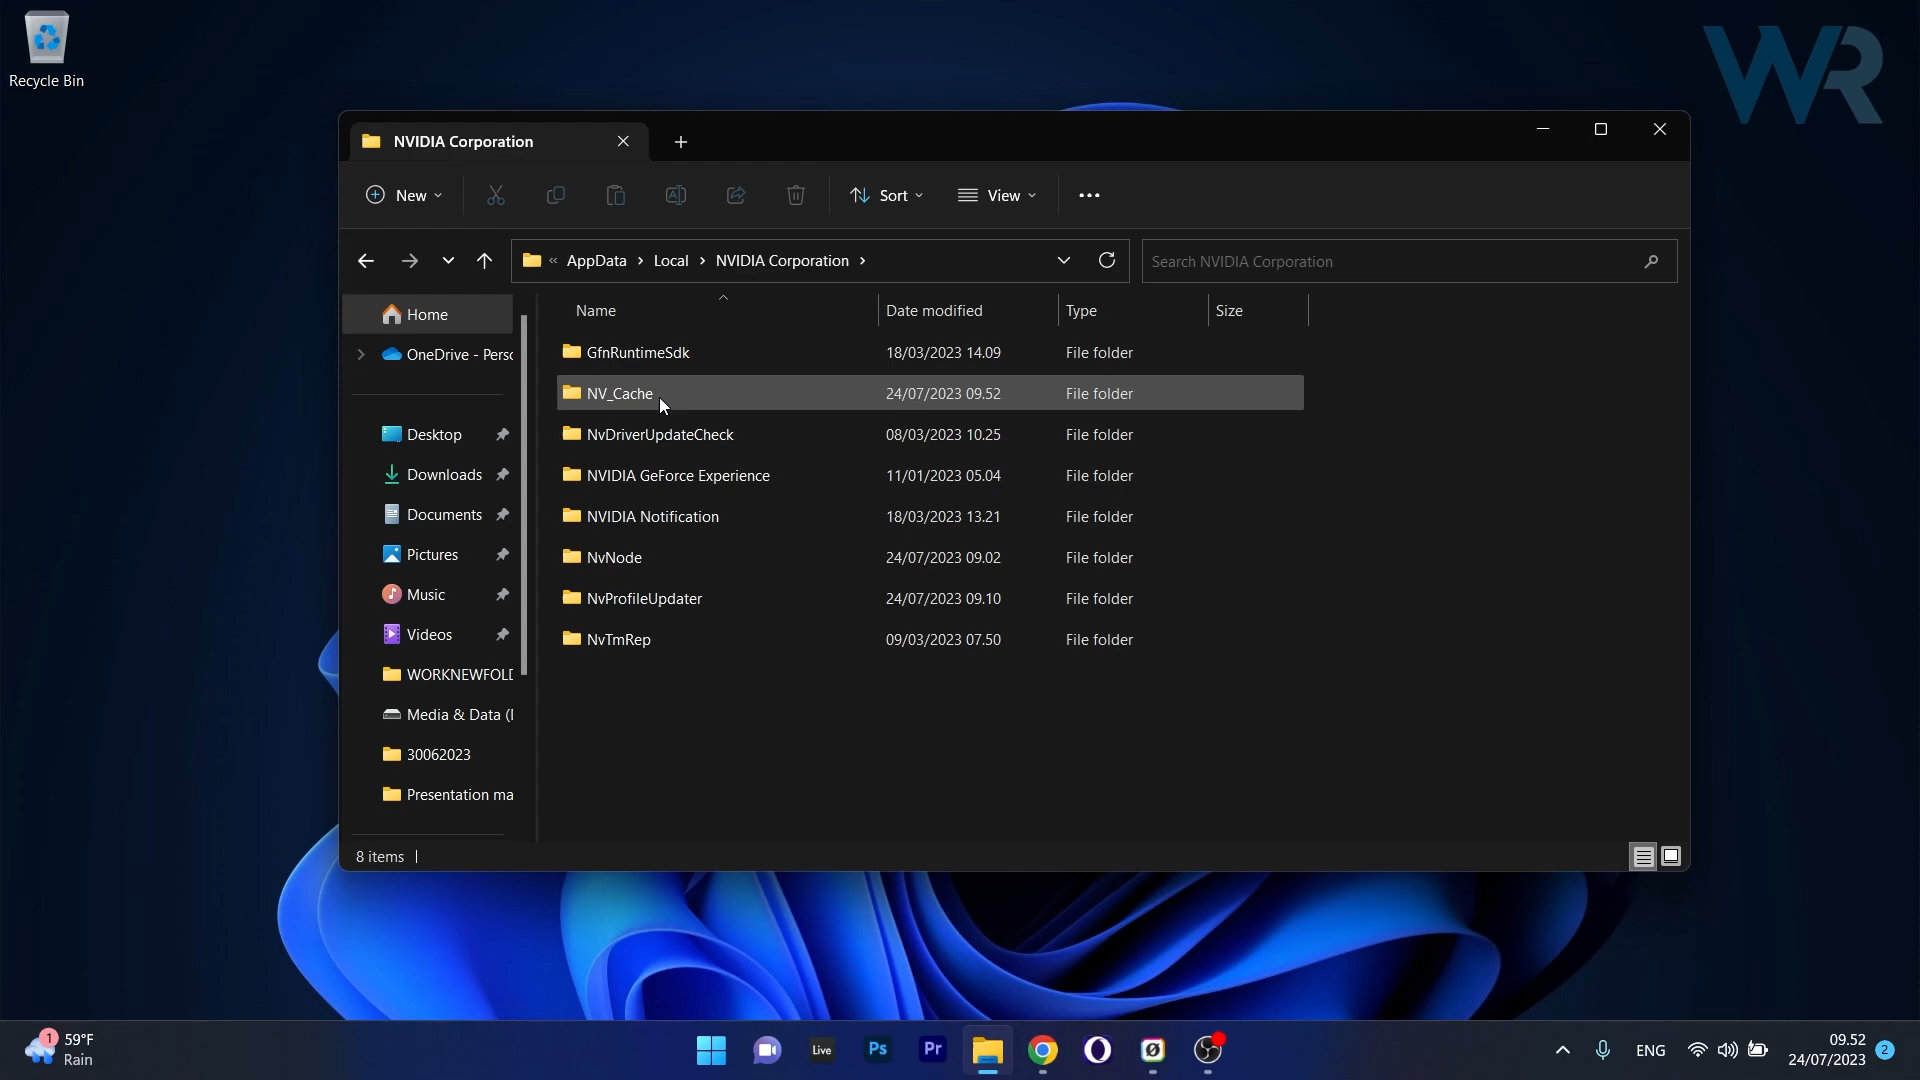 Recycle Bin
WR
NVIDIA Corporation
New
Sort
View
« AppData > Local > NVIDIA Corporation >
Search NVIDIA Corporation
Home
OneDrive - Perso
Desktop
Downloads
Documents
Pictures
Music
Videos
WORKNEWFOLD
Media & Data (
30062023
Presentation ma
Name Date modified Type Size
GfnRuntimeSdk 18/03/2023 14.09 File folder
NV_Cache 24/07/2023 09.52 File folder
NvDriverUpdateCheck 08/03/2023 10.25 File folder
NVIDIA GeForce Experience 11/01/2023 05.04 File folder
NVIDIA Notification 18/03/2023 13.21 File folder
NvNode 24/07/2023 09.02 File folder
NvProfileUpdater 24/07/2023 09.10 File folder
NvTmRep 09/03/2023 07.50 File folder
8 items
1
59°F
Rain
Live
Ps
Pr
ENG
09.52
24/07/2023
2